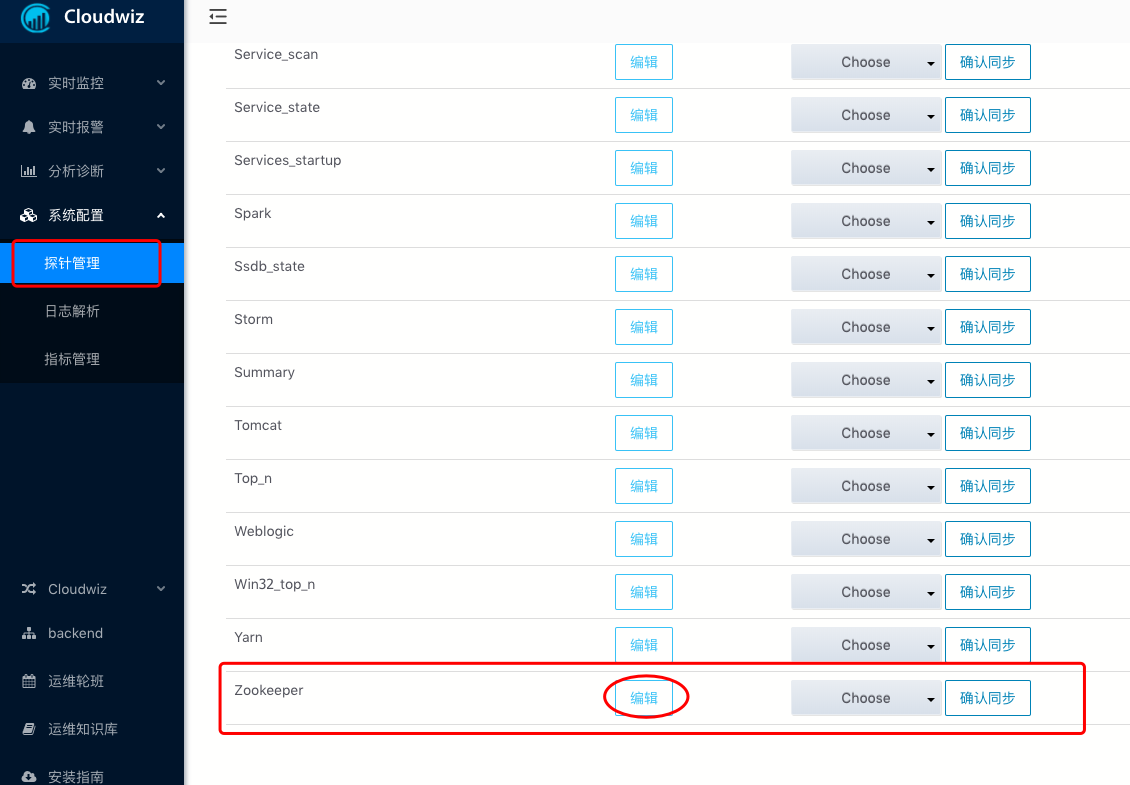 Cloudwiz
实时监控
实时报警
分析诊断
系统配置
探针管理
日志解析
指标管理
Cloudwiz
backend
运维轮班
运维知识库
安装指南
Service_scan 编辑 Choose 确认同步
Service_state 编辑 Choose 确认同步
Services_startup 编辑 Choose 确认同步
Spark 编辑 Choose 确认同步
Ssdb_state 编辑 Choose 确认同步
Storm 编辑 Choose 确认同步
Summary 编辑 Choose 确认同步
Tomcat 编辑 Choose 确认同步
Top_n 编辑 Choose 确认同步
Weblogic 编辑 Choose 确认同步
Win32_top_n 编辑 Choose 确认同步
Yarn 编辑 Choose 确认同步
Zookeeper 编辑 Choose 确认同步